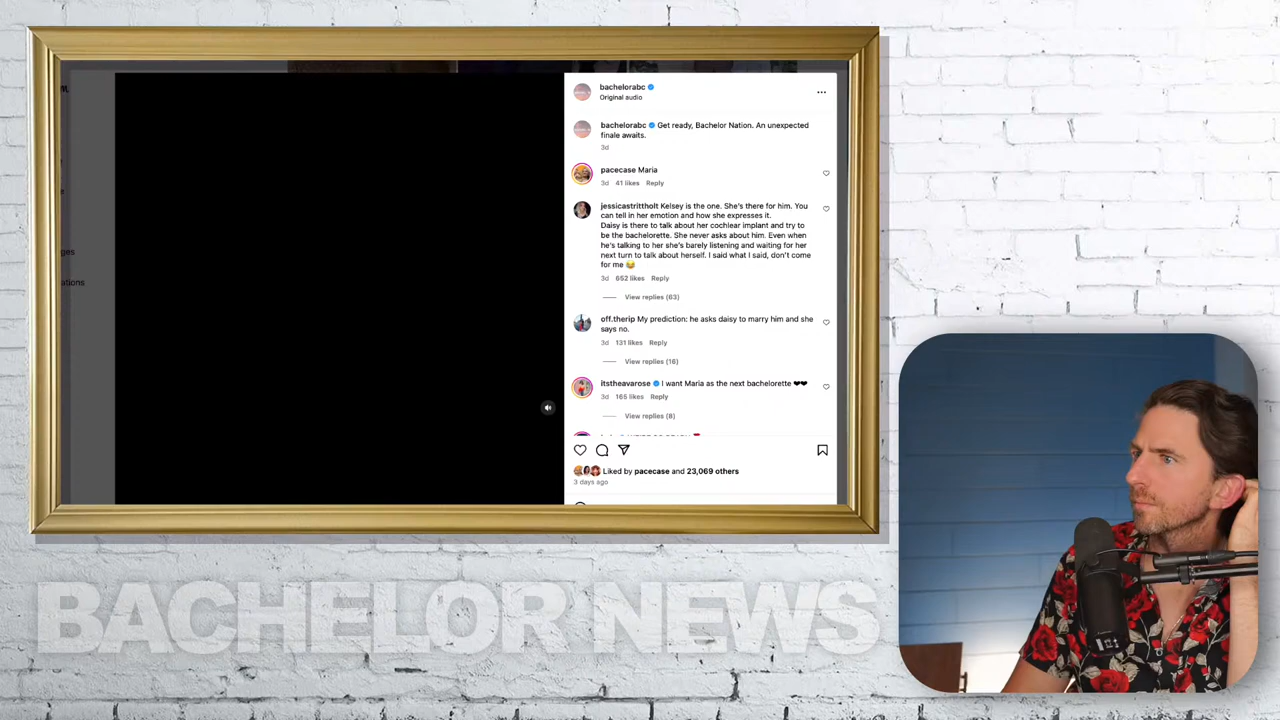 bachelorabc
Original audio
bachelorabc Get ready, Bachelor Nation. An unexpected
finale awaits.
3d
pacecase Maria
3d 41 likes Reply
jessicastrittholt Kelsey is the one. She's there for him. You
can tell in her emotion and how she expresses it.
Daisy is there to talk about her cochlear implant and try to
be the bachelorette. She never asks about him. Even when
he's talking to her she's barely listening and waiting for her
next turn to talk about herself. I said what I said, don't come
for me 😂
3d 652 likes Reply
View replies (63)
off.therip My prediction: he asks daisy to marry him and she
says no.
3d 131 likes Reply
View replies (16)
itstheavarose I want Maria as the next bachelorette ❤❤
3d 165 likes Reply
View replies (8)
Liked by pacecase and 23,069 others
3 days ago
ges
ations
BACHELOR NEWS